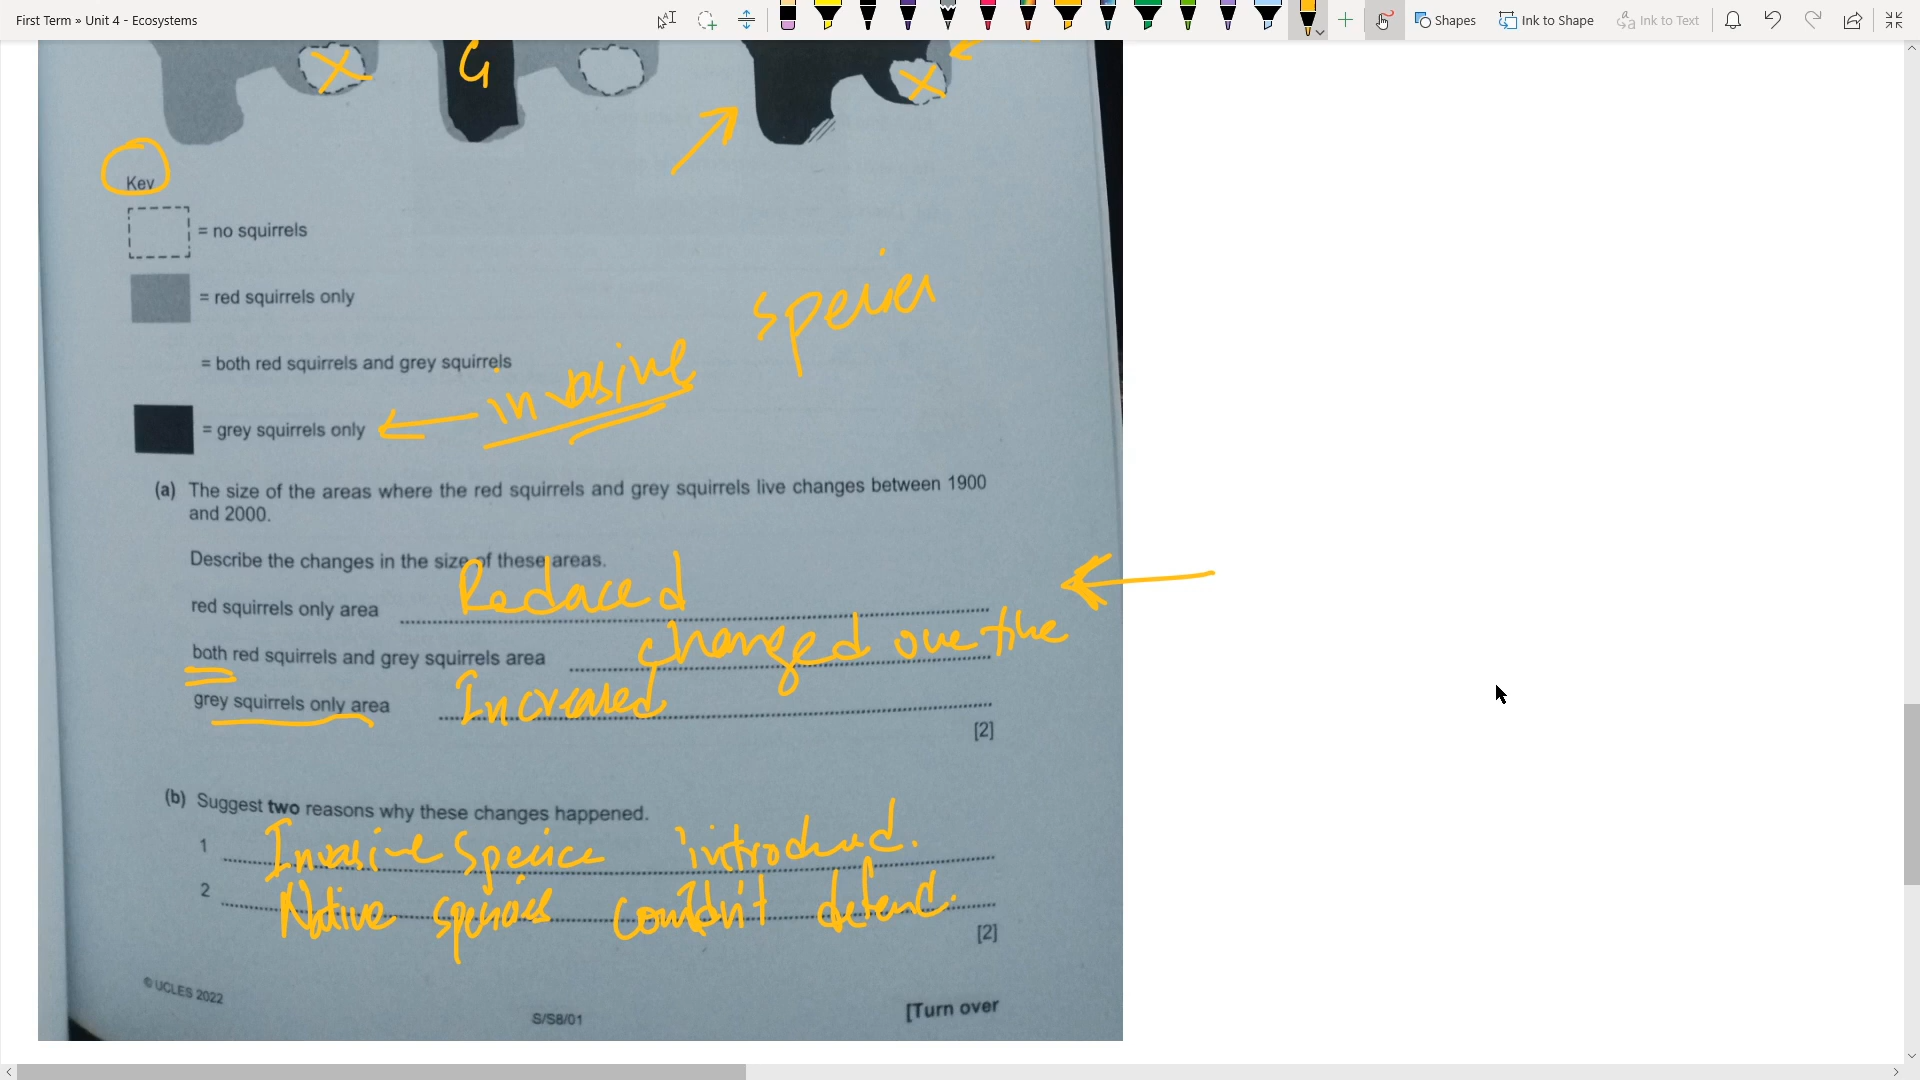 First Term » Unit 4 - Ecosystems
Shapes
Ink to Shape
Ink to Text
X
G
X
Key
= no squirrels
= red squirrels only
species
= both red squirrels and grey squirrels
invasive
= grey squirrels only
(a) The size of the areas where the red squirrels and grey squirrels live changes between 1900
and 2000.
Describe the changes in the size of these areas.
red squirrels only area Reduced
both red squirrels and grey squirrels area changed over time
grey squirrels only area Increased
[2]
(b) Suggest two reasons why these changes happened.
1 Invasive Speice introduced.
2 Native species couldn't defend.
[2]
© UCLES 2022
S/S8/01
[Turn over